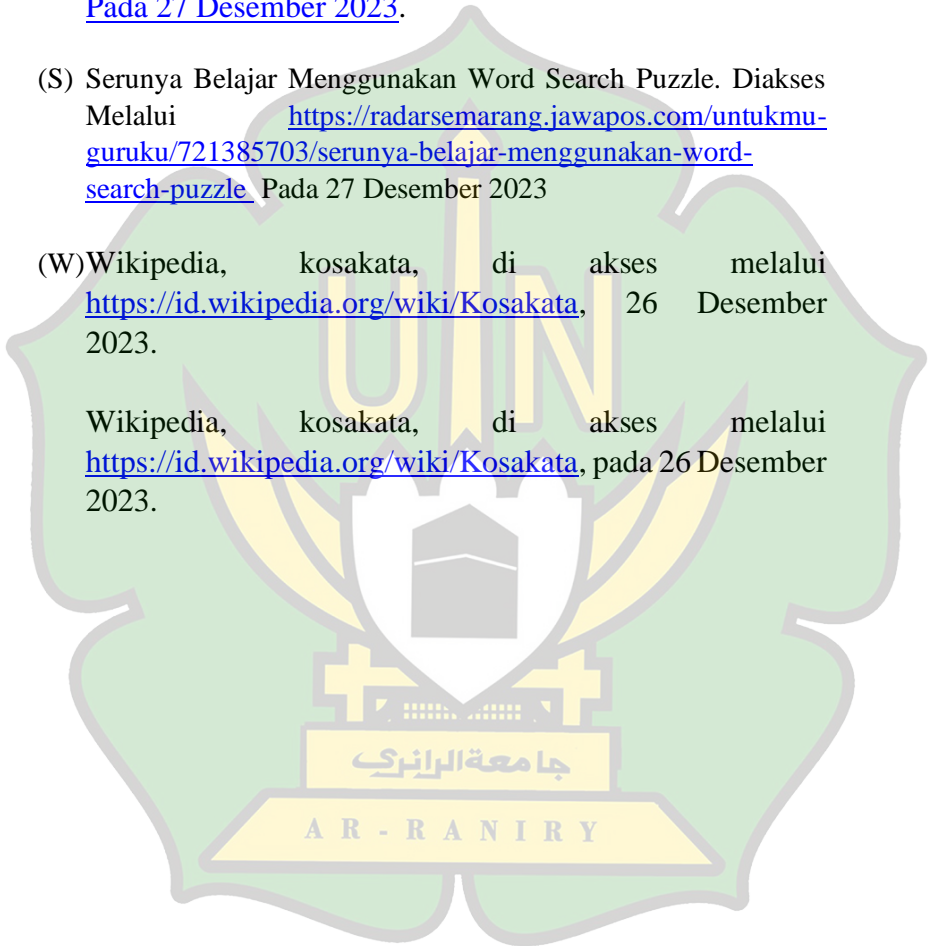 Pada 27 Desember 2023.
(S) Serunya Belajar Menggunakan Word Search Puzzle. Diakses
Melalui https://radarsemarang.jawapos.com/untukmu-
guruku/721385703/serunya-belajar-menggunakan-word-
search-puzzle Pada 27 Desember 2023
(W)Wikipedia, kosakata, di akses melalui
https://id.wikipedia.org/wiki/Kosakata, 26 Desember
2023.
Wikipedia, kosakata, di akses melalui
https://id.wikipedia.org/wiki/Kosakata, pada 26 Desember
2023.
UIN
جامعةالرانري
AR-RANIRY